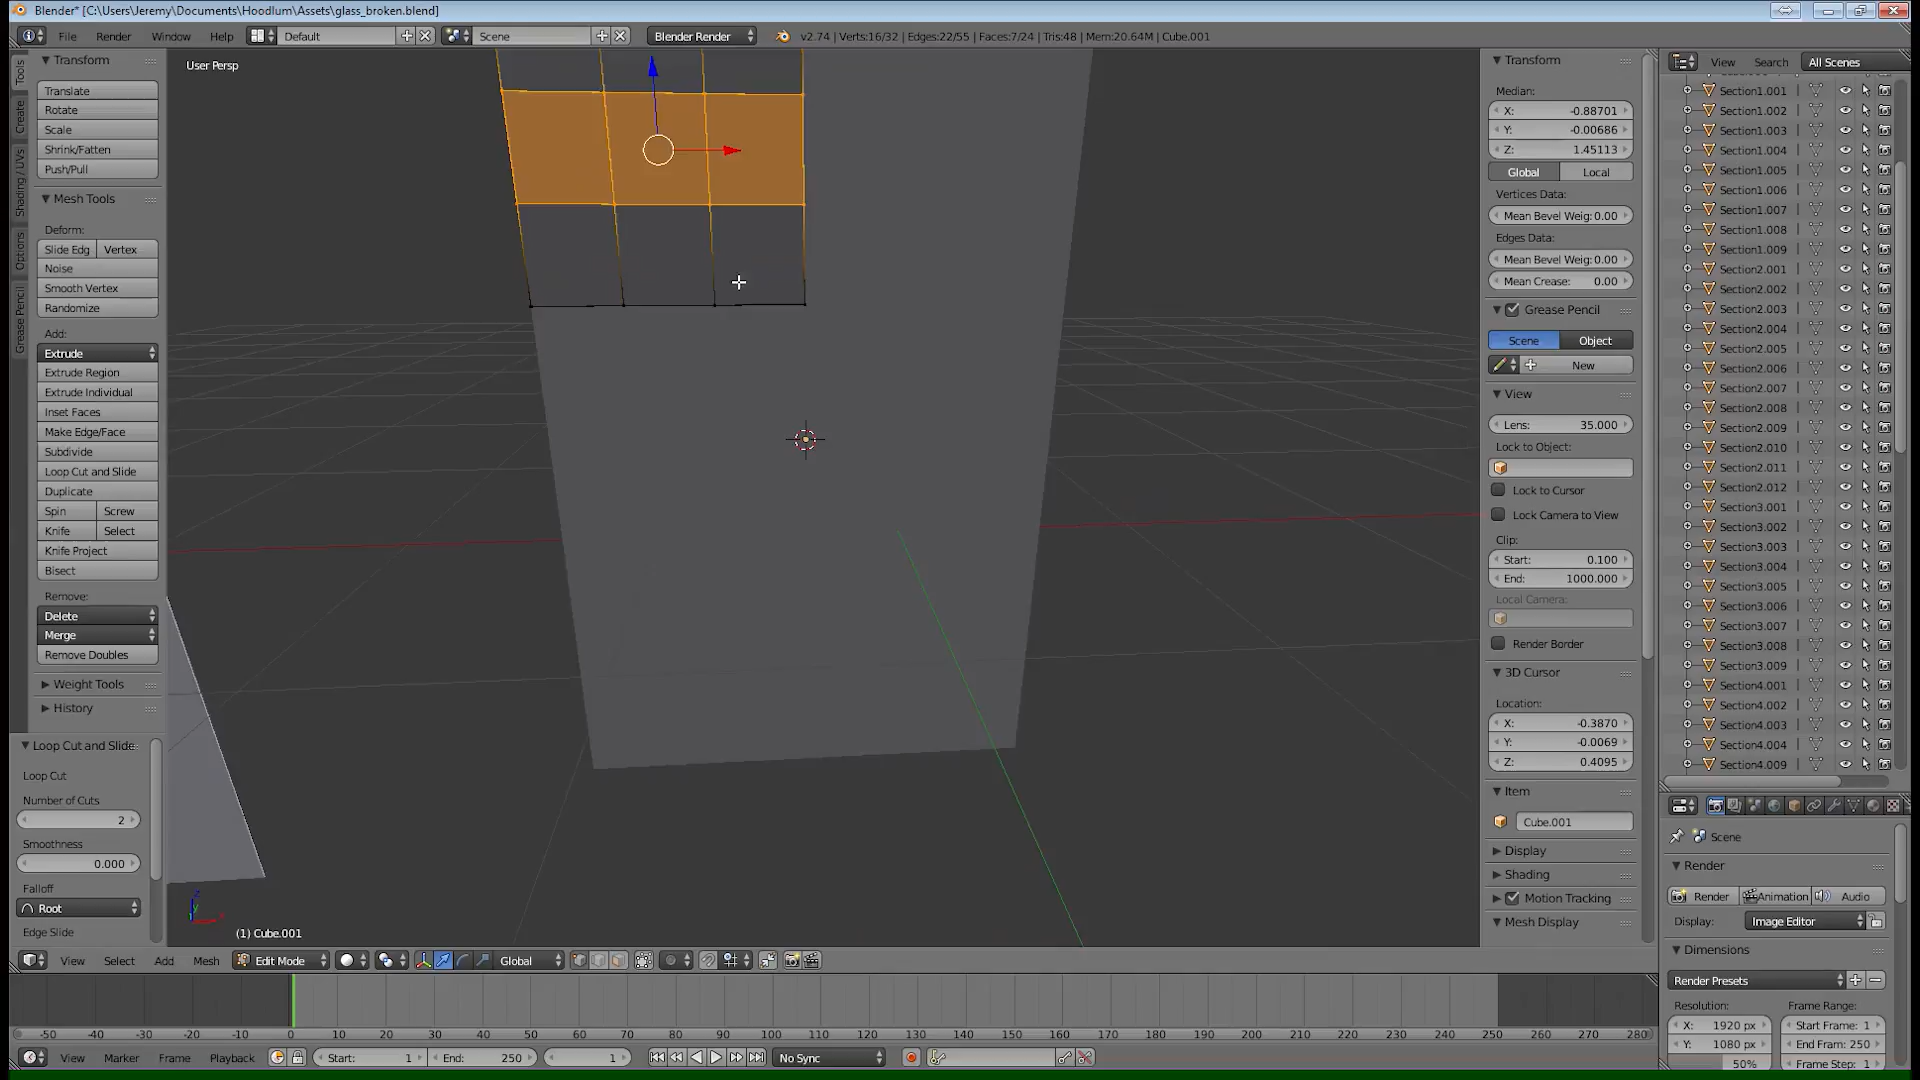 Blender* [C:\Users\Jeremy\Documents\Hoodlum\Assets\glass_broken.blend]
File Render Window Help Default Scene Blender Render v2.74 | Verts:16/32 | Edges:22/55 | Faces:7/24 | Tris:48 | Mem:20.64M | Cube.001
Tools
Create
Shading / UVs
Options
Grease Pencil
Transform
Translate
Rotate
Scale
Shrink/Fatten
Push/Pull
Mesh Tools
Deform:
Slide Edg Vertex
Noise
Smooth Vertex
Randomize
Add:
Extrude
Extrude Region
Extrude Individual
Inset Faces
Make Edge/Face
Subdivide
Loop Cut and Slide
Duplicate
Spin Screw
Knife Select
Knife Project
Bisect
Remove:
Delete
Merge
Remove Doubles
Weight Tools
History
Loop Cut and Slide
Loop Cut
Number of Cuts
2
Smoothness
0.000
Falloff
Root
Edge Slide
User Persp
(1) Cube.001
Transform
Median:
X: -0.88701
Y: -0.00686
Z: 1.45113
Global Local
Vertices Data:
Mean Bevel Weig: 0.00
Edges Data:
Mean Bevel Weig: 0.00
Mean Crease: 0.00
Grease Pencil
Scene Object
New
View
Lens: 35.000
Lock to Object:
Lock to Cursor
Lock Camera to View
Clip:
Start: 0.100
End: 1000.000
Local Camera:
Render Border
3D Cursor
Location:
X: -0.3870
Y: -0.0069
Z: 0.4095
Item
Cube.001
Display
Shading
Motion Tracking
Mesh Display
View Search All Scenes
Section1.001
Section1.002
Section1.003
Section1.004
Section1.005
Section1.006
Section1.007
Section1.008
Section1.009
Section2.001
Section2.002
Section2.003
Section2.004
Section2.005
Section2.006
Section2.007
Section2.008
Section2.009
Section2.010
Section2.011
Section2.012
Section3.001
Section3.002
Section3.003
Section3.004
Section3.005
Section3.006
Section3.007
Section3.008
Section3.009
Section4.001
Section4.002
Section4.003
Section4.004
Section4.009
Scene
Render
Render Animation Audio
Display: Image Editor
Dimensions
Render Presets
Resolution: Frame Range:
X: 1920 px Start Frame: 1
Y: 1080 px End Fram: 250
50% Frame Step: 1
View Select Add Mesh Edit Mode Global
-50 -40 -30 -20 -10 0 10 20 30 40 50 60 70 80 90 100 110 120 130 140 150 160 170 180 190 200 210 220 230 240 250 260 270 280
View Marker Frame Playback Start: 1 End: 250 1 No Sync